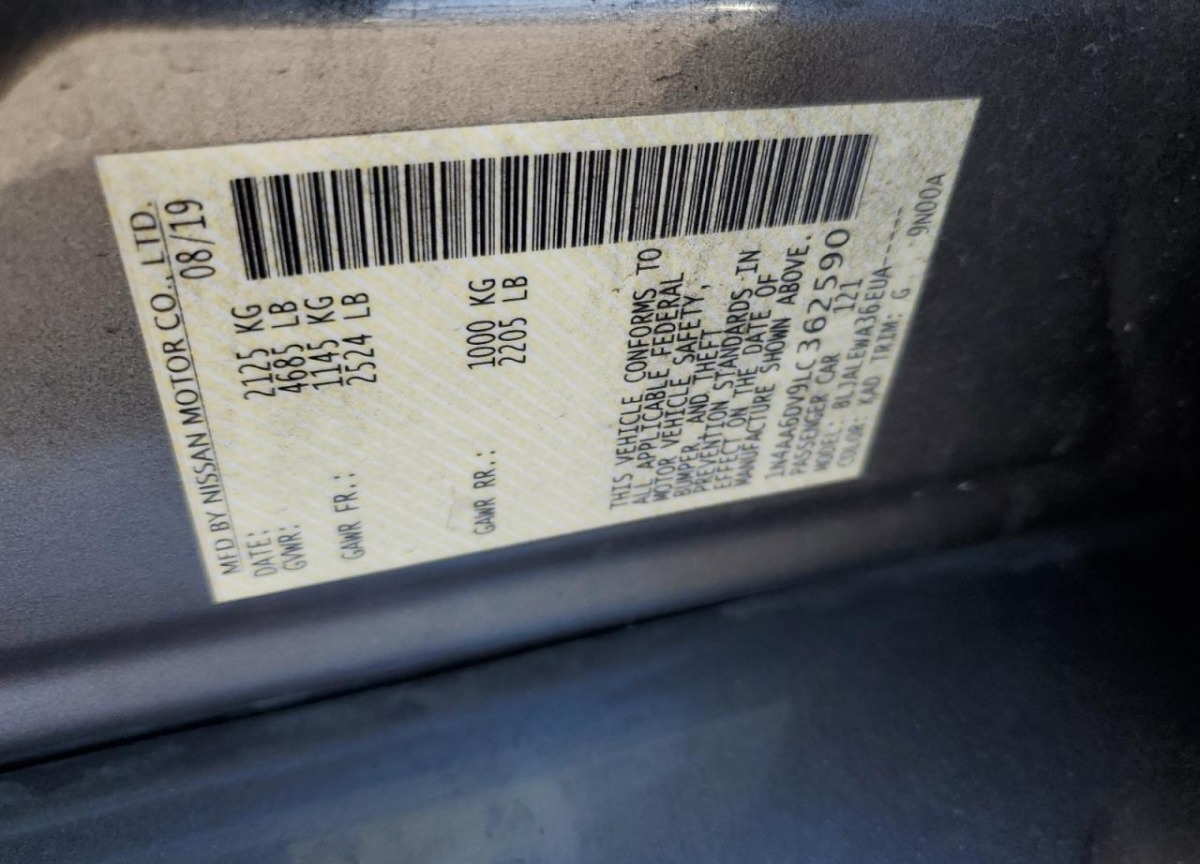 MFD BY NISSAN MOTOR CO., LTD.
DATE: 08/19
GVWR: 2125 KG
4685 LB
GAWR FR.: 1145 KG
2524 LB
GAWR RR.: 1000 KG
2205 LB
THIS VEHICLE CONFORMS TO
ALL APPLICABLE FEDERAL
MOTOR VEHICLE SAFETY,
BUMPER, AND THEFT
PREVENTION STANDARDS IN
EFFECT ON THE DATE OF
MANUFACTURE SHOWN ABOVE.
1N4AA6DV9LC362590
PASSENGER CAR 121
MODEL: BLJALEWA36EUA-----
COLOR: KAD TRIM: G 9N00A